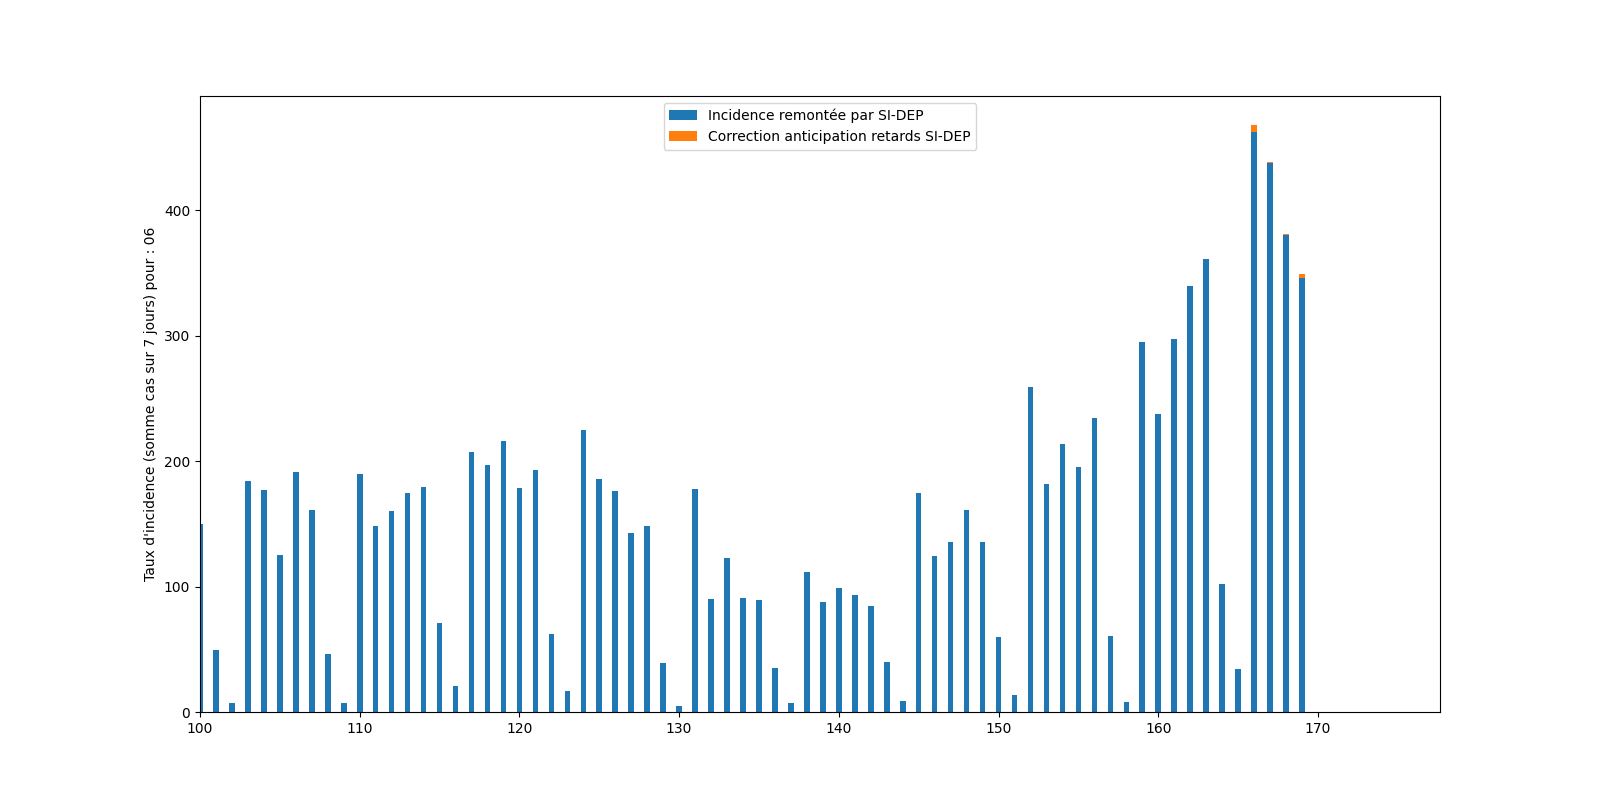 Incidence remontée par SI-DEP
Correction anticipation retards SI-DEP
Taux d'incidence (somme cas sur 7 jours) pour : 06
400
300
200
100
0
100 110 120 130 140 150 160 170